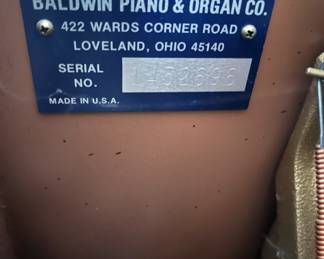 BALDWIN PIANO & ORGAN CO.
422 WARDS CORNER ROAD
LOVELAND, OHIO 45140
SERIAL
NO.
MADE IN U.S.A.